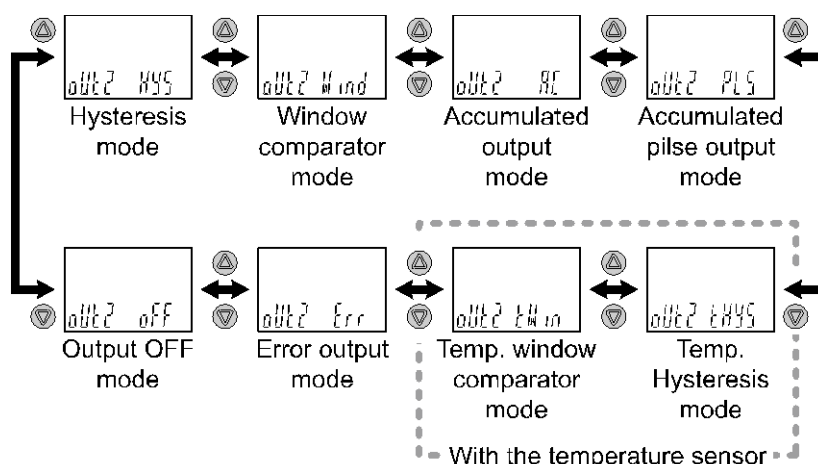 oUt2 HYS
oUt2 Wind
oUt2 AC
oUt2 PLS
Hysteresis
mode
Window
comparator
mode
Accumulated
output
mode
Accumulated
pilse output
mode
oUt2 oFF
oUt2 Err
oUt2 tWin
oUt2 tHYS
Output OFF
mode
Error output
mode
Temp. window
comparator
mode
Temp.
Hysteresis
mode
With the temperature sensor